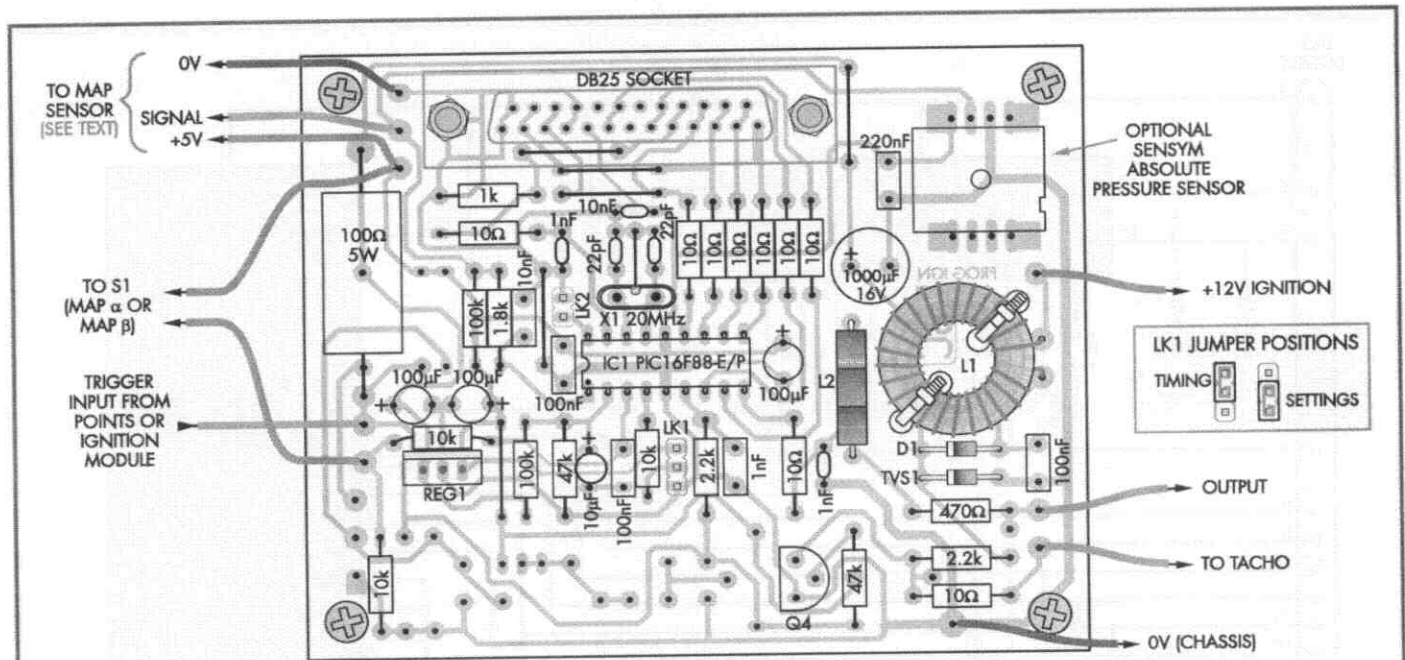 0V
TO MAP
SENSOR
(SEE TEXT)
SIGNAL
+5V
DB25 SOCKET
220nF
OPTIONAL
SENSYM
ABSOLUTE
PRESSURE SENSOR
1k
10Ω
1nF
10nF
22pF
22pF
10Ω
10Ω
10Ω
10Ω
10Ω
10Ω
100Ω
5W
1000µF
16V
PROG IGN
+12V IGNITION
TO S1
(MAP α OR
MAP β)
100k
1.8k
10nF
LK2
X1 20MHz
IC1 PIC16F88-E/P
100µF
L2
L1
LK1 JUMPER POSITIONS
TIMING
SETTINGS
TRIGGER
INPUT FROM
POINTS OR
IGNITION
MODULE
100µF
100µF
100nF
10k
REG1
100k
47k
10µF
100nF
10k
LK1
2.2k
1nF
10Ω
1nF
D1
TVS1
100nF
470Ω
OUTPUT
2.2k
TO TACHO
10Ω
10k
Q4
47k
0V (CHASSIS)